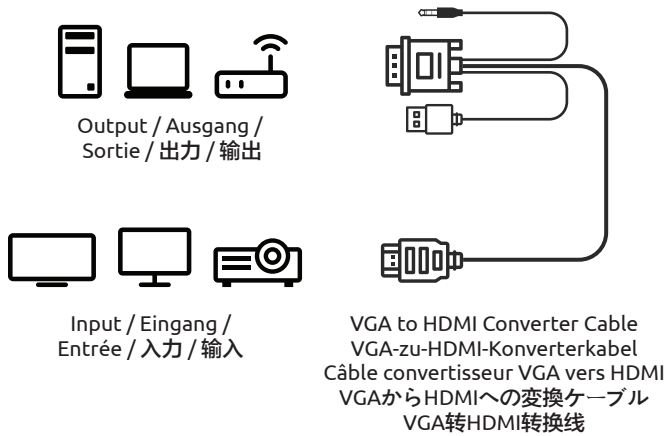 Output / Ausgang /
Sortie / 出力 / 输出
Input / Eingang /
Entrée / 入力 / 输入
VGA to HDMI Converter Cable
VGA-zu-HDMI-Konverterkabel
Câble convertisseur VGA vers HDMI
VGAからHDMIへの変換ケーブル
VGA转HDMI转换线